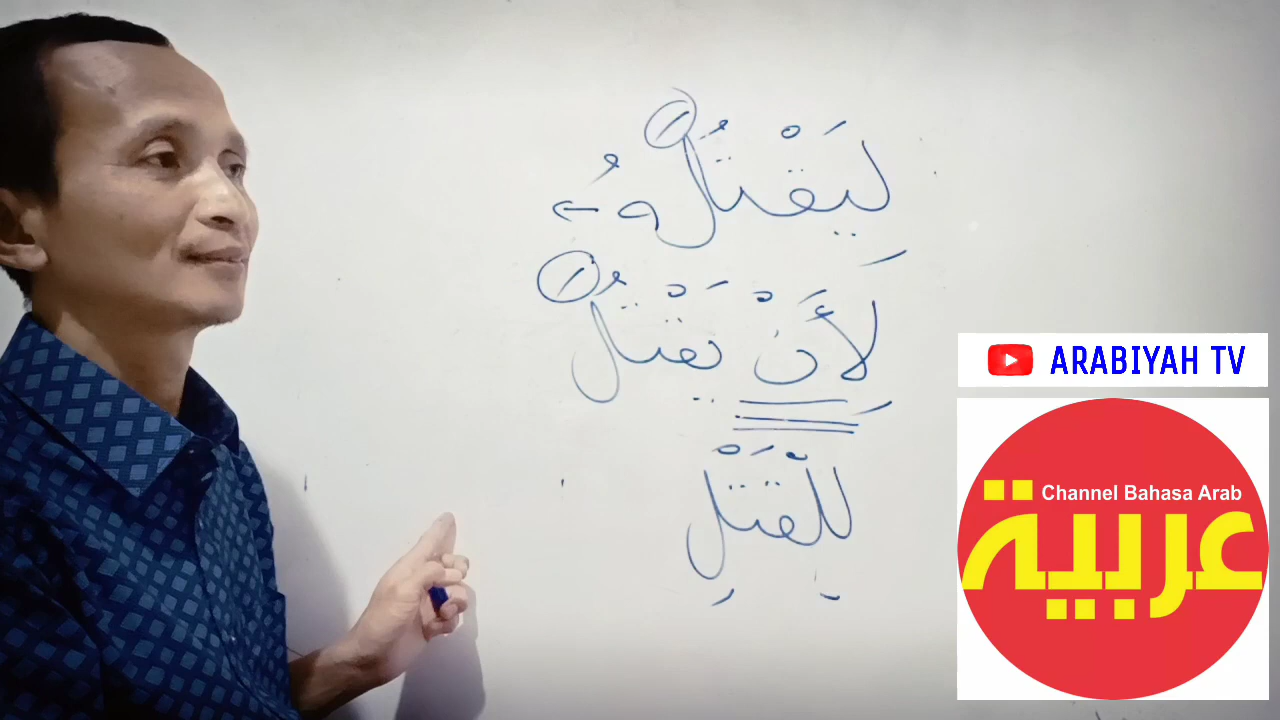 لِيَقْتُلَهُ ←
لِأَنْ يَقْتُلَ
لِلْقَتْلِ
ARABIYAH TV
Channel Bahasa Arab
عربية